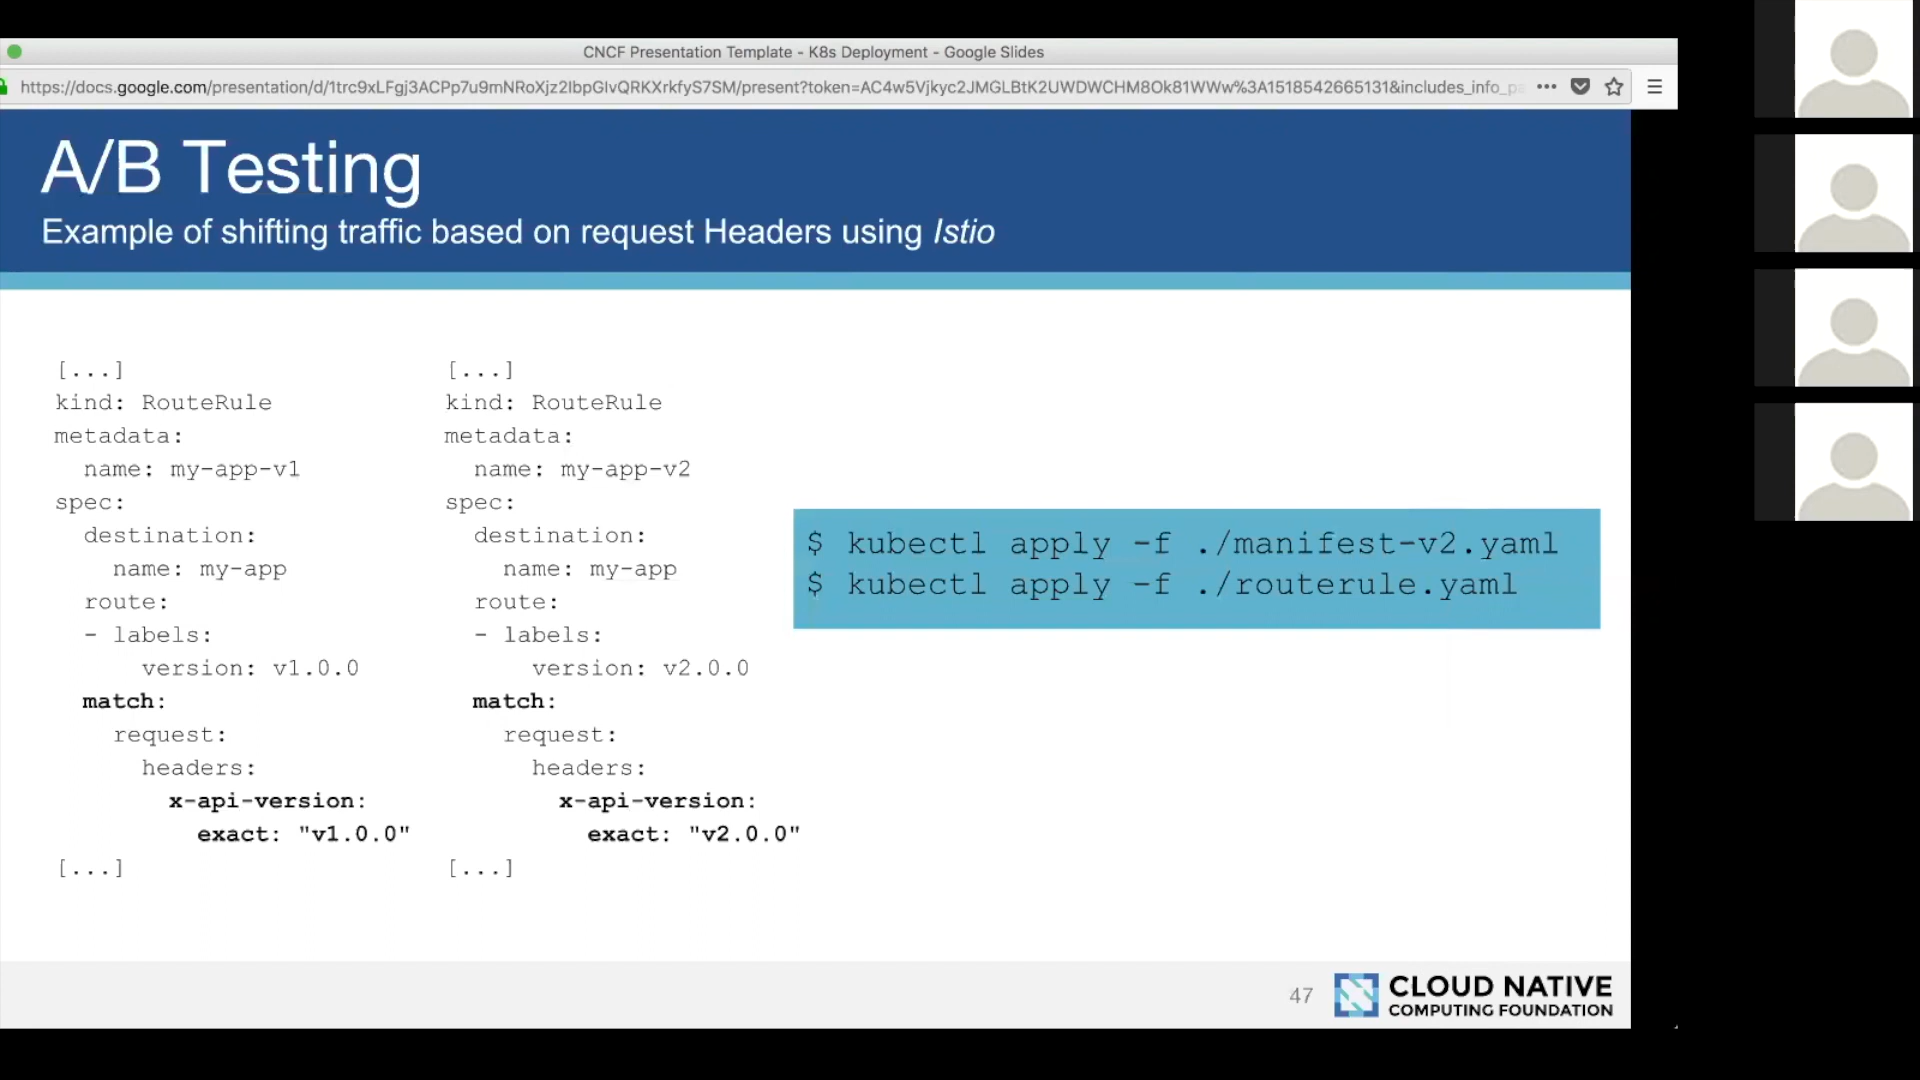 CNCF Presentation Template - K8s Deployment - Google Slides
https://docs.google.com/presentation/d/1trc9xLFgj3ACPp7u9mNRoXjz2IbpGIvQRKXrkfyS7SM/present?token=AC4w5Vjkyc2JMGLBtK2UWDWCHM8Ok81WWw%3A1518542665131&includes_info_pa
A/B Testing
Example of shifting traffic based on request Headers using Istio
[...]
kind: RouteRule
metadata:
  name: my-app-v1
spec:
  destination:
    name: my-app
  route:
  - labels:
      version: v1.0.0
  match:
    request:
      headers:
        x-api-version:
          exact: "v1.0.0"
[...]
[...]
kind: RouteRule
metadata:
  name: my-app-v2
spec:
  destination:
    name: my-app
  route:
  - labels:
      version: v2.0.0
  match:
    request:
      headers:
        x-api-version:
          exact: "v2.0.0"
[...]
$ kubectl apply -f ./manifest-v2.yaml
$ kubectl apply -f ./routerule.yaml
47
CLOUD NATIVE
COMPUTING FOUNDATION